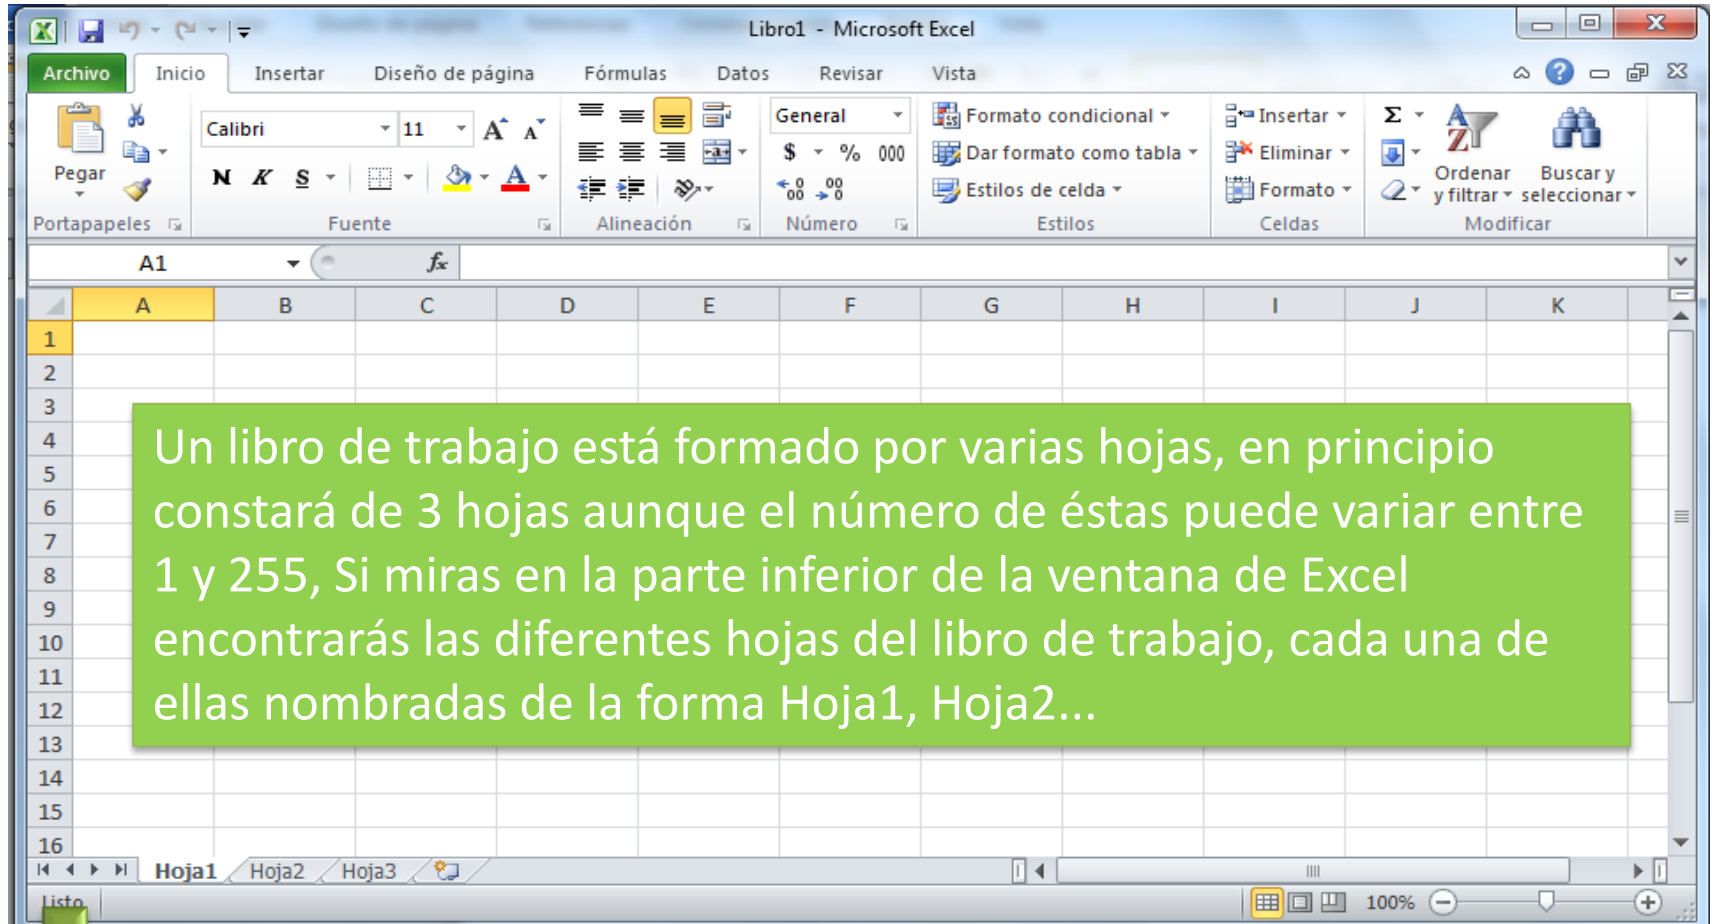 Libro1 - Microsoft Excel
Archivo Inicio Insertar Diseño de página Fórmulas Datos Revisar Vista
Calibri 11 A A General Formato condicional Insertar Σ
Pegar N K S A $ % 000 Dar formato como tabla Eliminar Ordenar y filtrar Buscar y seleccionar
Estilos de celda Formato
Portapapeles Fuente Alineación Número Estilos Celdas Modificar
A1 fx
A B C D E F G H I J K
1
2
3
4
5
6
7
8
9
10
11
12
13
14
15
16
Un libro de trabajo está formado por varias hojas, en principio
constará de 3 hojas aunque el número de éstas puede variar entre
1 y 255, Si miras en la parte inferior de la ventana de Excel
encontrarás las diferentes hojas del libro de trabajo, cada una de
ellas nombradas de la forma Hoja1, Hoja2...
Hoja1 Hoja2 Hoja3
Listo 100%